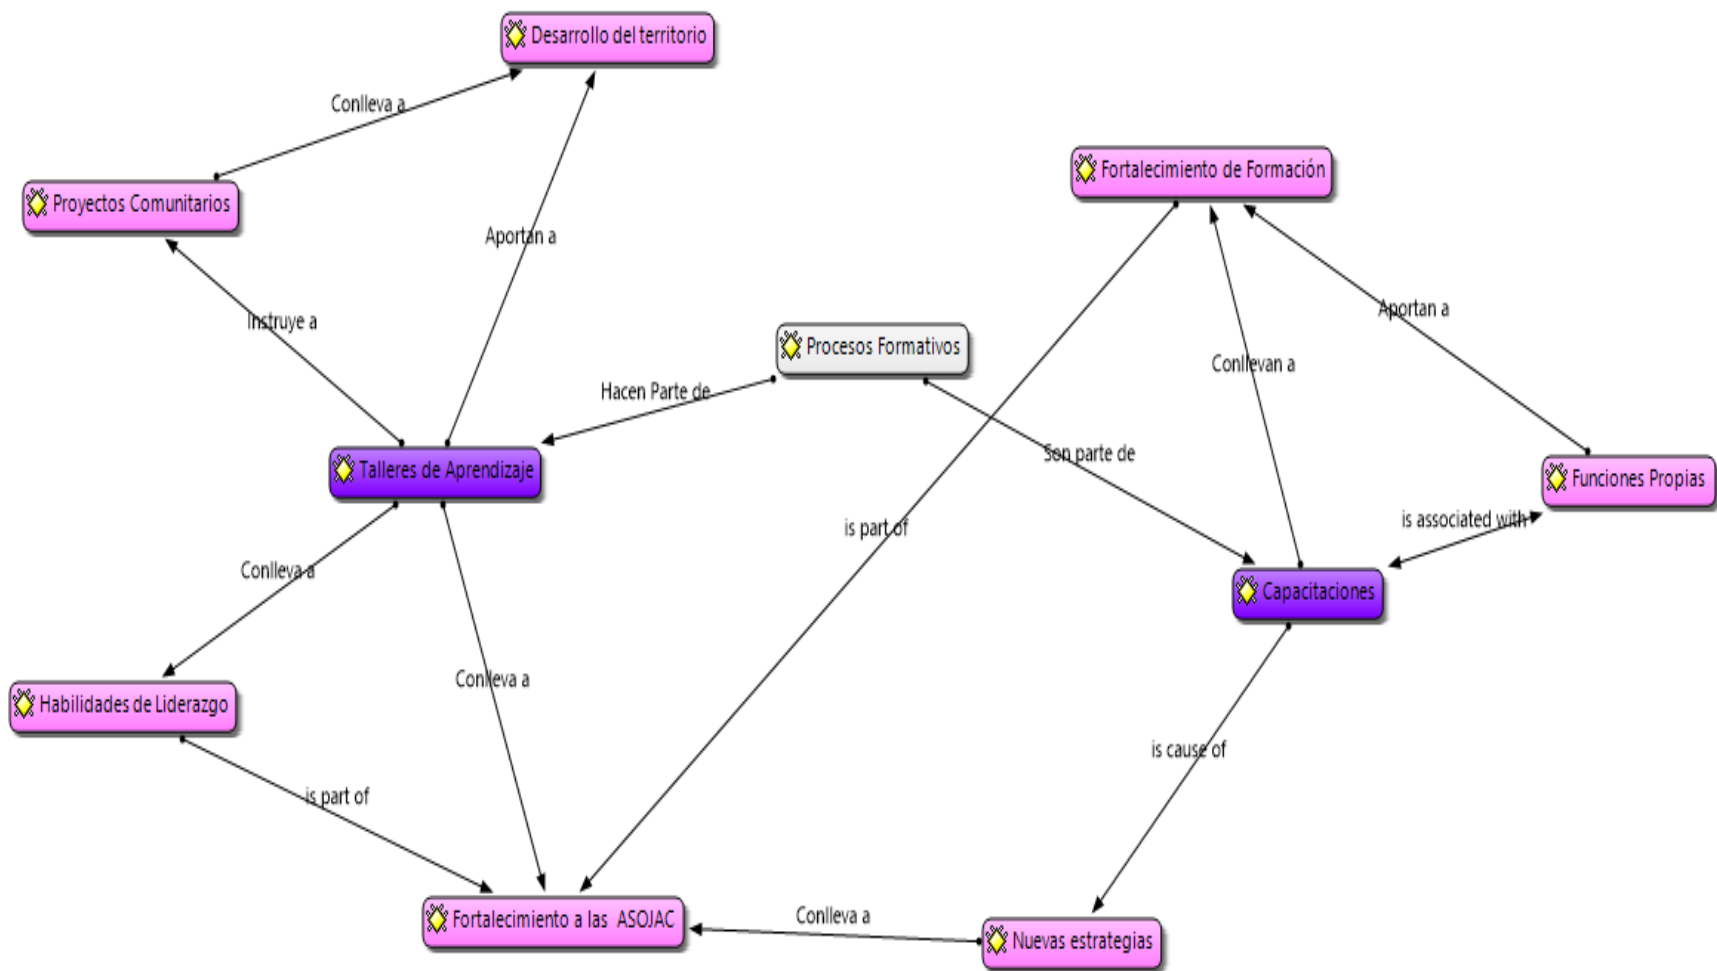 Desarrollo del territorio
Conlleva a
Fortalecimiento de Formación
Proyectos Comunitarios
Aportan a
Instruye a
Aportan a
Procesos Formativos
Conllevan a
Hacen Parte de
Son parte de
Talleres de Aprendizaje
Funciones Propias
is part of
is associated with
Conlleva a
Capacitaciones
Conlleva a
Habilidades de Liderazgo
is cause of
is part of
Conlleva a
Fortalecimiento a las ASOJAC
Nuevas estrategias